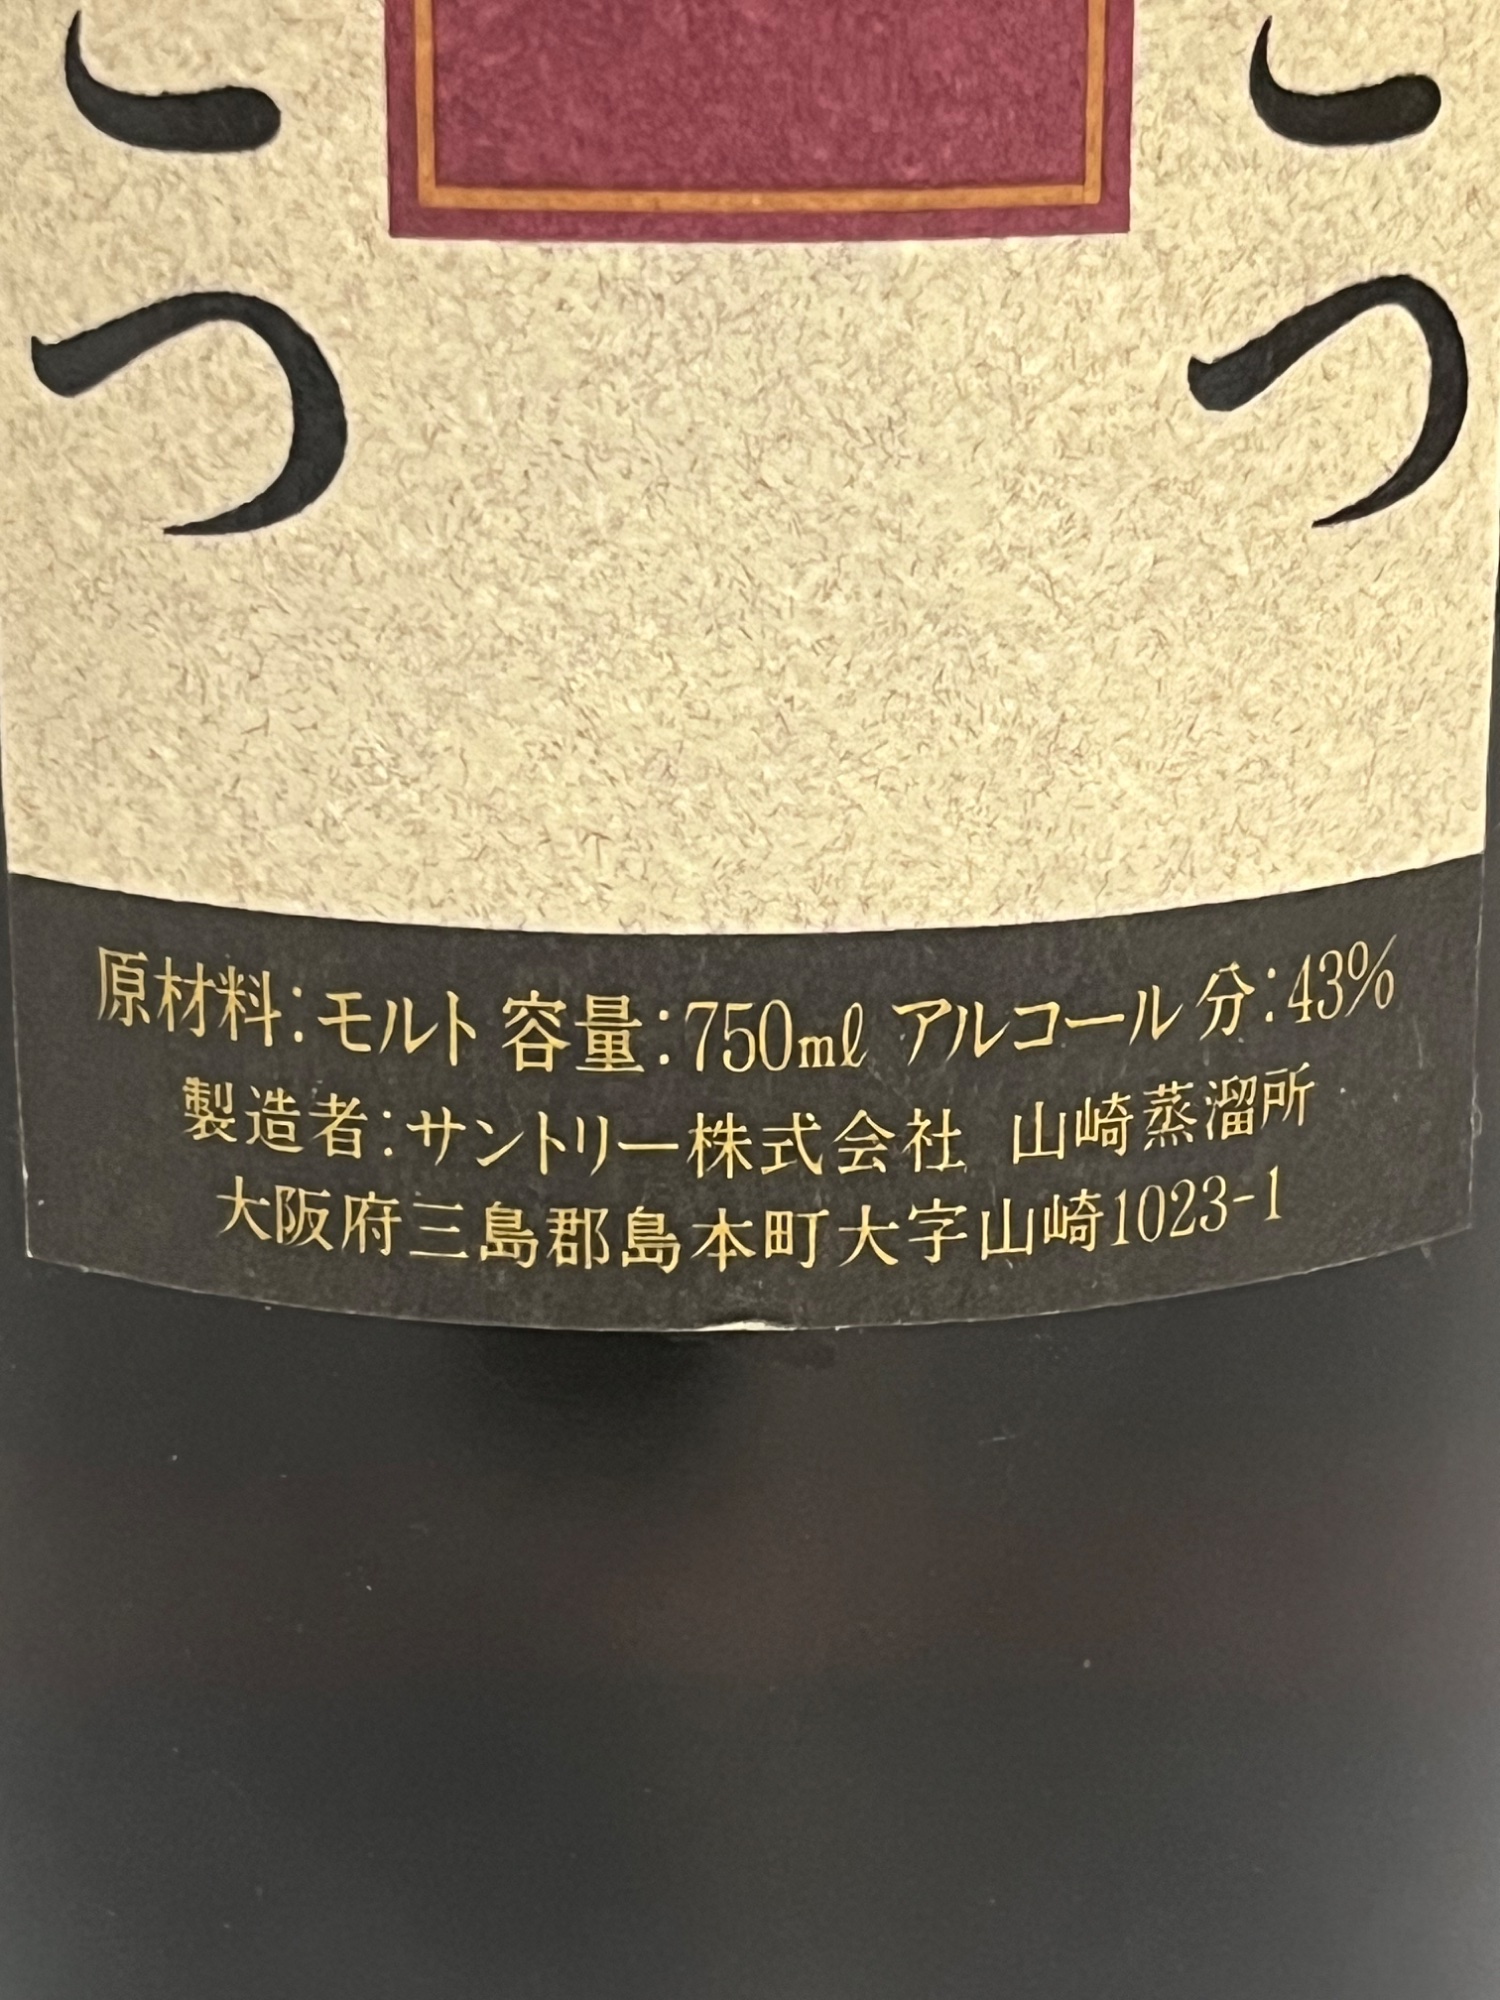 つ
つ
原材料:モルト 容量:750mℓ アルコール分:43%
製造者:サントリー株式会社 山崎蒸溜所
大阪府三島郡島本町大字山崎1023-1